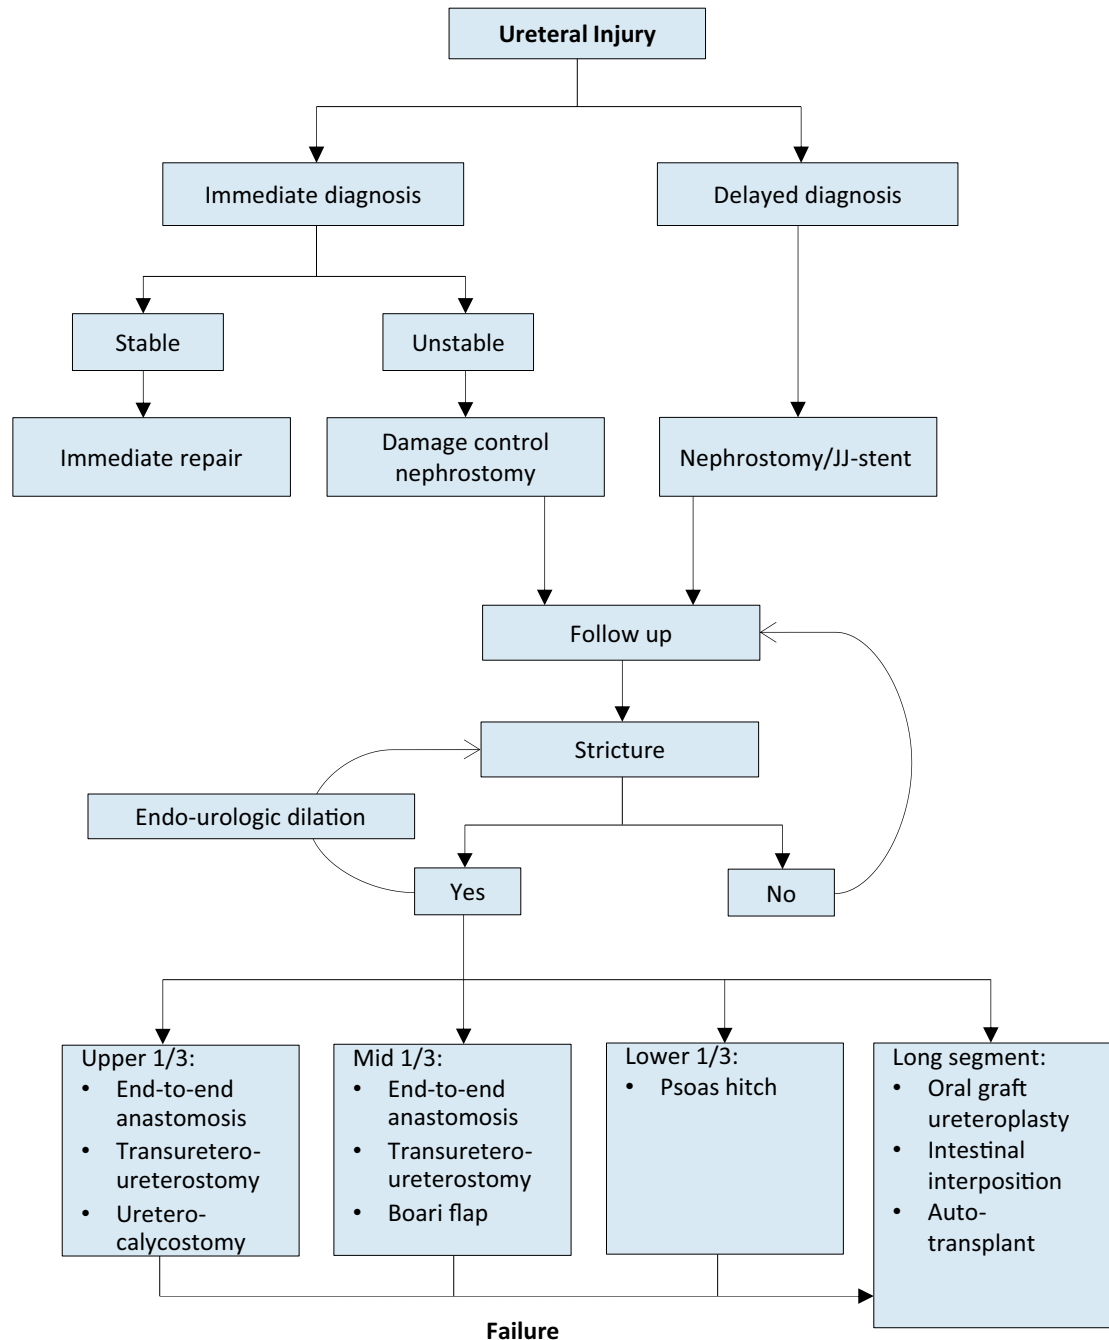 Ureteral Injury
Immediate diagnosis
Delayed diagnosis
Stable
Unstable
Immediate repair
Damage control
nephrostomy
Nephrostomy/JJ-stent
Follow up
Stricture
Endo-urologic dilation
Yes
No
Upper 1/3:
• End-to-end
anastomosis
• Transuretero-
ureterostomy
• Uretero-
calycostomy
Mid 1/3:
• End-to-end
anastomosis
• Transuretero-
ureterostomy
• Boari flap
Lower 1/3:
• Psoas hitch
Long segment:
• Oral graft
ureteroplasty
• Intestinal
interposition
• Auto-
transplant
Failure